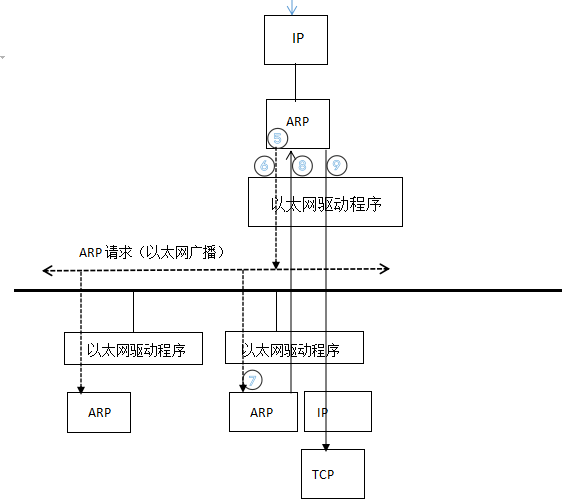 IP
ARP
⑤
⑥ ⑧ ⑨
以太网驱动程序
ARP 请求（以太网广播）
以太网驱动程序 以太网驱动程序
⑦
ARP ARP IP
TCP